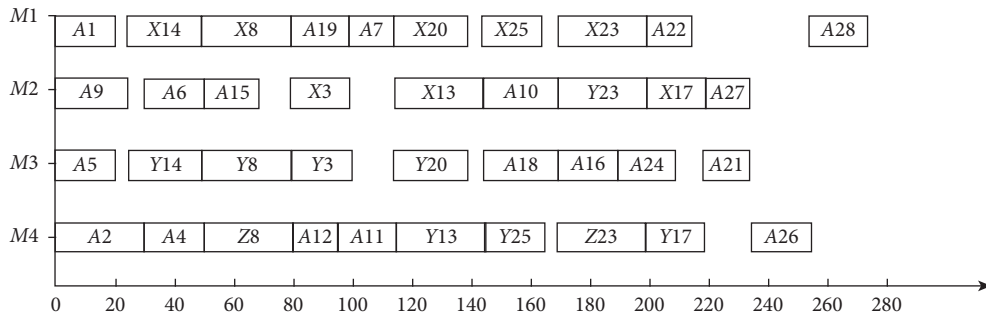 M1 A1 X14 X8 A19 A7 X20 X25 X23 A22 A28
M2 A9 A6 A15 X3 X13 A10 Y23 X17 A27
M3 A5 Y14 Y8 Y3 Y20 A18 A16 A24 A21
M4 A2 A4 Z8 A12 A11 Y13 Y25 Z23 Y17 A26
0 20 40 60 80 100 120 140 160 180 200 220 240 260 280